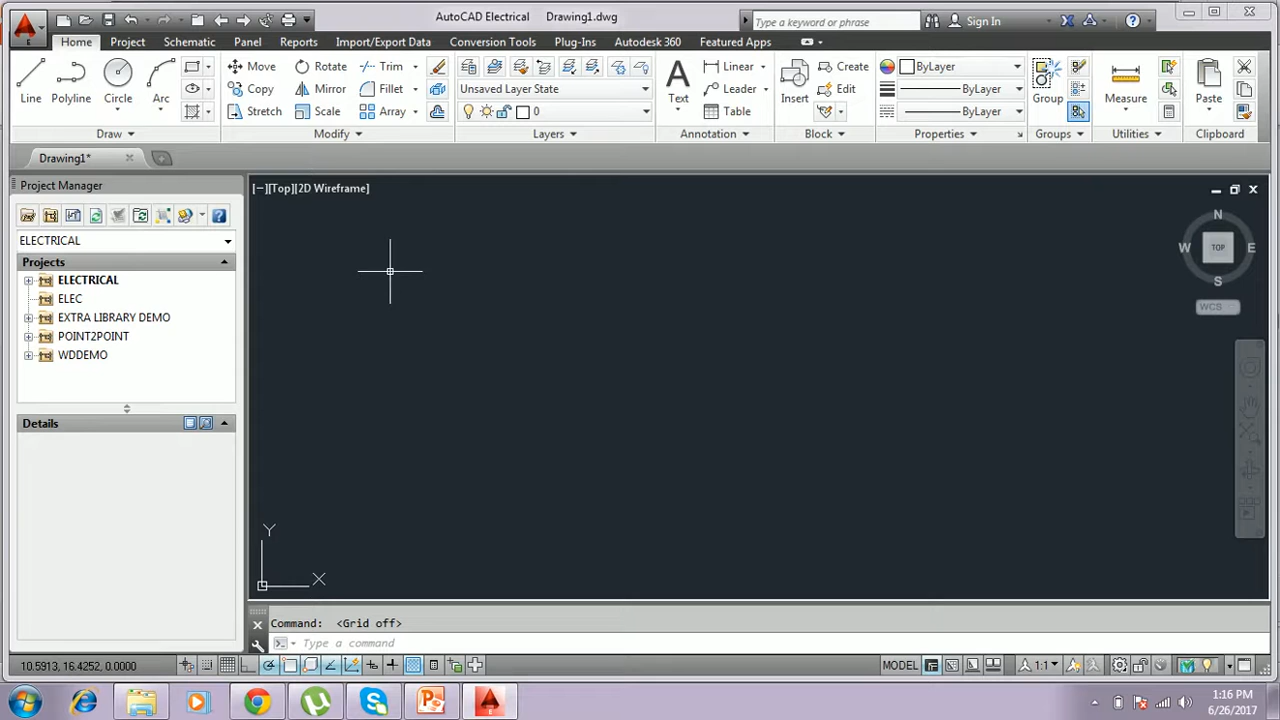 AutoCAD Electrical Drawing1.dwg
Type a keyword or phrase
Sign In
Home Project Schematic Panel Reports Import/Export Data Conversion Tools Plug-Ins Autodesk 360 Featured Apps
Line Polyline Circle Arc
Move Rotate Trim
Copy Mirror Fillet
Stretch Scale Array
Unsaved Layer State
0
Text
Linear
Leader
Table
Insert
Create
Edit
ByLayer
ByLayer
ByLayer
Group
Measure
Paste
Draw Modify Layers Annotation Block Properties Groups Utilities Clipboard
Drawing1*
Project Manager
ELECTRICAL
Projects
ELECTRICAL
ELEC
EXTRA LIBRARY DEMO
POINT2POINT
WDDEMO
Details
[−][Top][2D Wireframe]
N
W TOP E
S
WCS
Y
X
Command: <Grid off>
Type a command
10.5913, 16.4252, 0.0000
MODEL
1:1
1:16 PM
6/26/2017